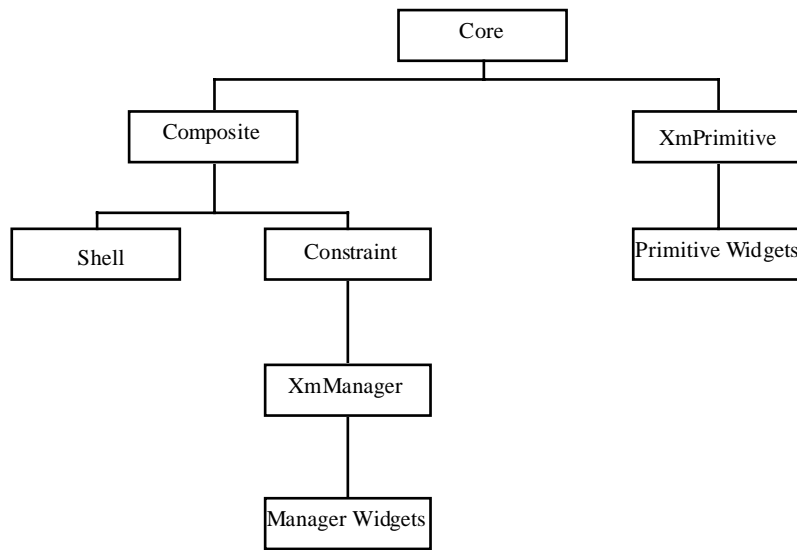 Core
Composite
XmPrimitive
Shell
Constraint
Primitive Widgets
XmManager
Manager Widgets